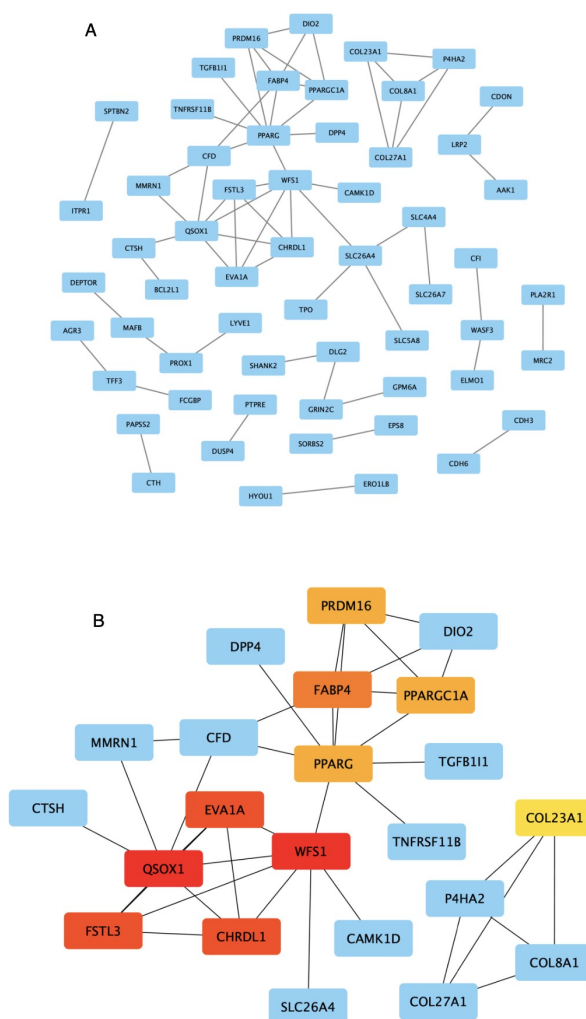 A
DIO2
PRDM16
COL23A1
P4HA2
TGFB1I1
FABP4
PPARGC1A
COL8A1
CDON
SPTBN2
TNFRSF11B
PPARG
DPP4
LRP2
CFD
COL27A1
MMRN1
FSTL3
WFS1
CAMK1D
AAK1
ITPR1
QSOX1
SLC4A4
CTSH
CHRDL1
SLC26A4
CFI
EVA1A
DEPTOR
BCL2L1
SLC26A7
PLA2R1
TPO
AGR3
MAFB
LYVE1
WASF3
SLC5A8
PROX1
DLG2
MRC2
SHANK2
TFF3
ELMO1
GPM6A
FCGBP
PTPRE
GRIN2C
PAPSS2
EPS8
CDH3
DUSP4
SORBS2
CDH6
CTH
ERO1LB
HYOU1
B
PRDM16
DIO2
DPP4
FABP4
PPARGC1A
MMRN1
CFD
PPARG
TGFB1I1
CTSH
EVA1A
COL23A1
TNFRSF11B
QSOX1
WFS1
P4HA2
FSTL3
CHRDL1
CAMK1D
COL8A1
SLC26A4
COL27A1